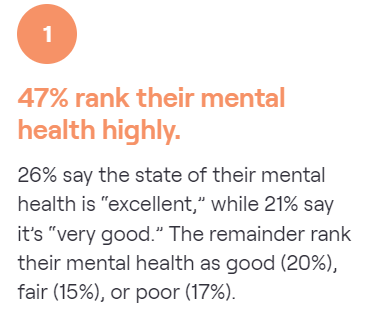 1
47% rank their mental
health highly.
26% say the state of their mental
health is “excellent,” while 21% say
it’s “very good.” The remainder rank
their mental health as good (20%),
fair (15%), or poor (17%).